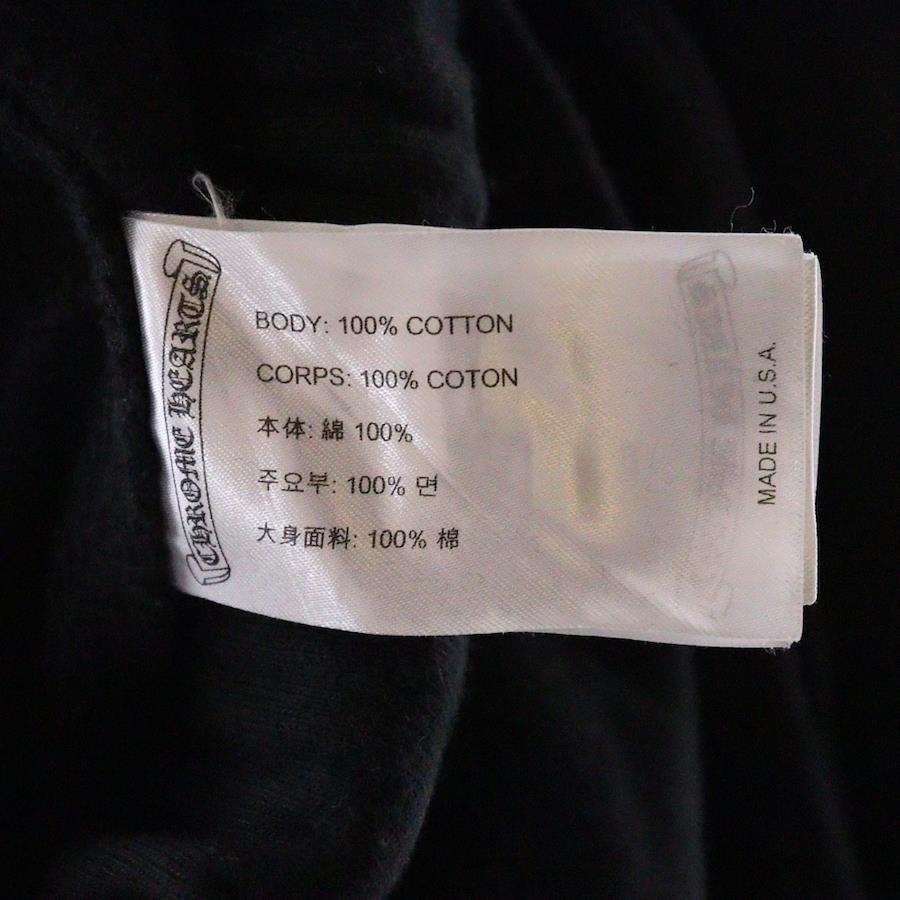 CHROME HEARTS
BODY: 100% COTTON
CORPS: 100% COTON
本体: 綿 100%
주요부: 100% 면
大身面料: 100% 棉
MADE IN U.S.A.